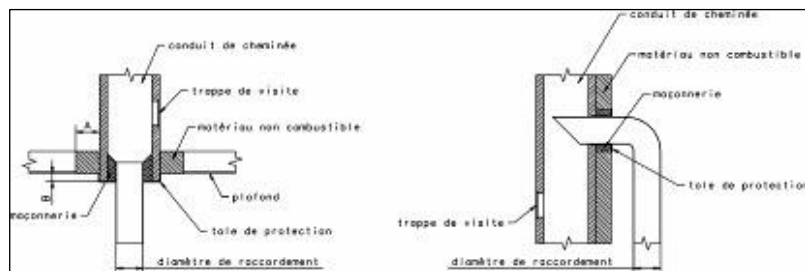 conduit de cheminée
trappe de visite
A
matériau non combustible
B
plafond
maçonnerie
tole de protection
diamètre de raccordement
conduit de cheminée
matériau non combustible
maçonnerie
tole de protection
trappe de visite
diamètre de raccordement